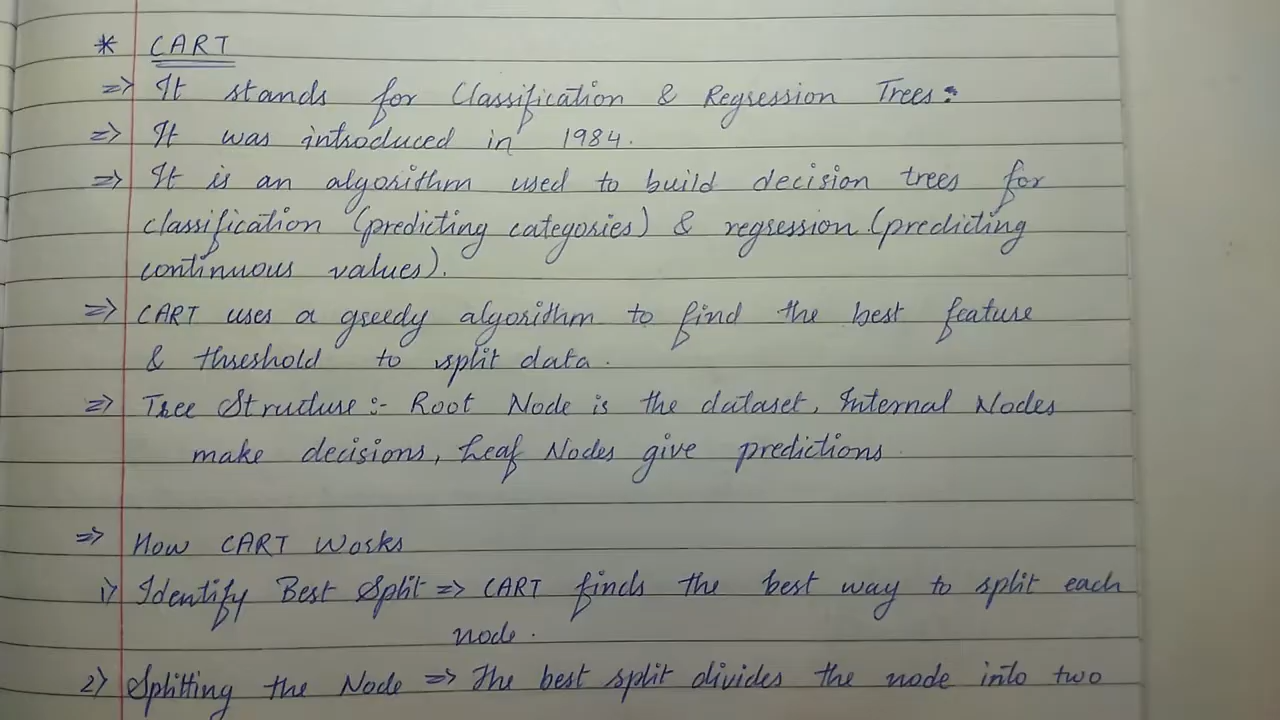 * CART
=> It stands for Classification & Regression Trees:
=> It was introduced in 1984.
=> It is an algorithm used to build decision trees for
classification (predicting categories) & regression (predicting
continuous values).
=> CART uses a greedy algorithm to find the best feature
& threshold to split data.
=> Tree Structure :- Root Node is the dataset, Internal Nodes
make decisions, Leaf Nodes give predictions
=> How CART Works
1) Identify Best Split => CART finds the best way to split each
node.
2) Splitting the Node => The best split divides the node into two